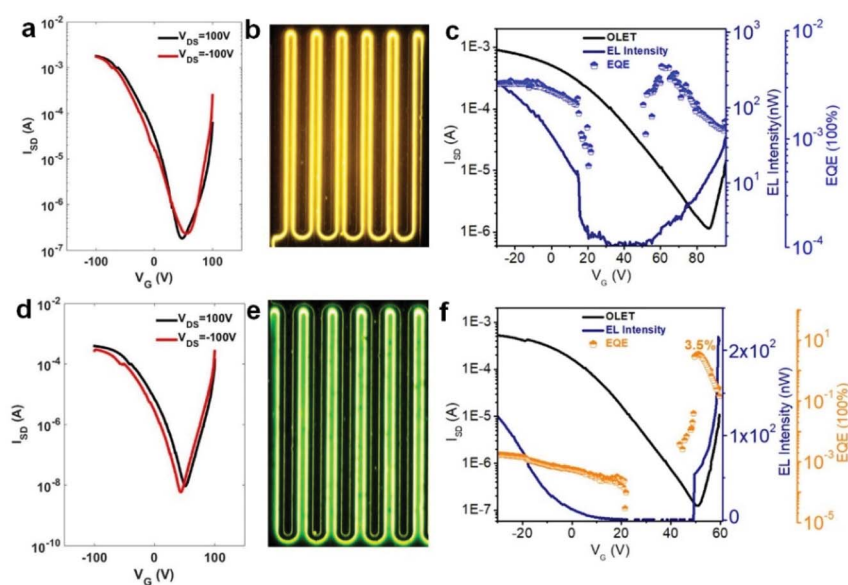 a
V_DS=100V
V_DS=-100V
10^-2
10^-3
10^-4
10^-5
10^-6
10^-7
I_SD (A)
-100 0 100
V_G (V)
b
c
OLET
EL Intensity
EQE
1E-3
1E-4
1E-5
1E-6
I_SD (A)
-20 0 20 40 60 80
V_G (V)
10^3
10^2
10^1
10^0
EL Intensity(nW)
10^-2
10^-3
10^-4
EQE (100%)
d
V_DS=100V
V_DS=-100V
10^-2
10^-4
10^-6
10^-8
10^-10
I_SD (A)
-100 0 100
V_G (V)
e
f
OLET
EL Intensity
EQE
3.5%
1E-3
1E-4
1E-5
1E-6
1E-7
I_SD (A)
-20 0 20 40 60
V_G (V)
2x10^2
1x10^2
0
EL Intensity (nW)
10^1
10^-1
10^-3
10^-5
EQE (100%)